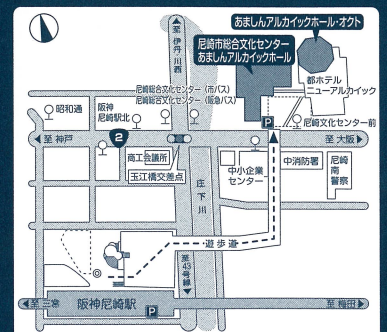 あましんアルカイックホール・オクト
至伊丹川西
尼崎市総合文化センター
あましんアルカイックホール
都ホテル
ニューアルカイック
尼崎総合文化センター(市バス)
尼崎総合文化センター(阪急バス)
昭和通
阪神
尼崎駅北
P
尼崎文化センター前
至 神戸
2
至 大阪
商工会議所
玉江橋交差点
庄下川
中小企業
センター
中消防署
尼崎
南
警察
遊歩道
至43号線
至 三宮
阪神尼崎駅
P
至 梅田